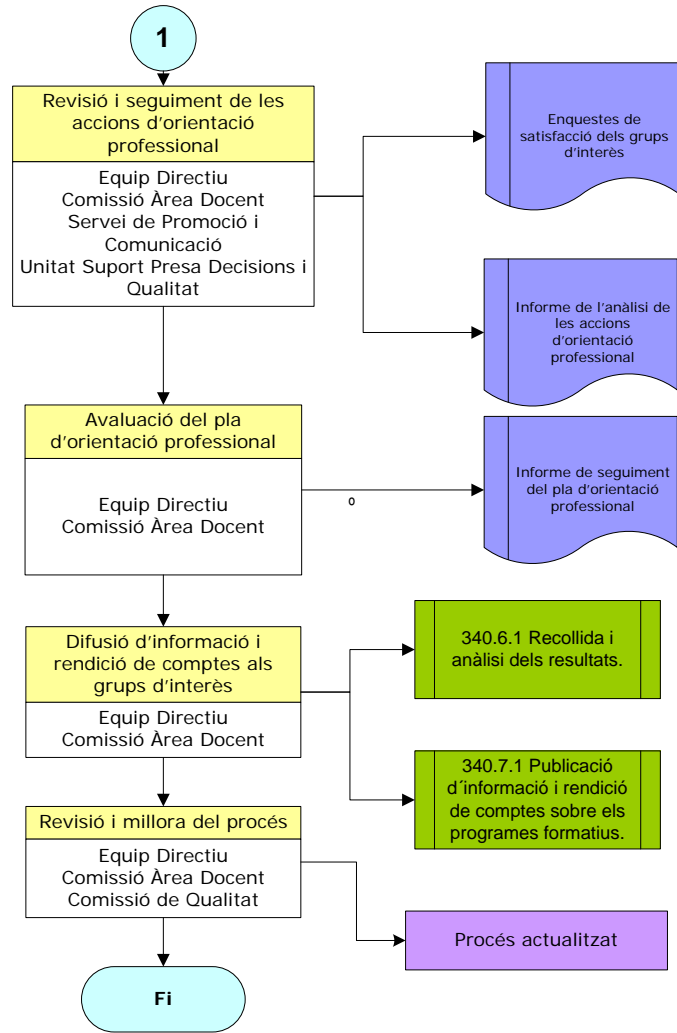 1
Revisió i seguiment de les
accions d'orientació
professional
Equip Directiu
Comissió Àrea Docent
Servei de Promoció i
Comunicació
Unitat Suport Presa Decisions i
Qualitat
Enquestes de
satisfacció dels grups
d'interès
Informe de l'anàlisi de
les accions
d'orientació
professional
Avaluació del pla
d'orientació professional
Equip Directiu
Comissió Àrea Docent
o
Informe de seguiment
del pla d'orientació
professional
Difusió d'informació i
rendició de comptes als
grups d'interès
Equip Directiu
Comissió Àrea Docent
340.6.1 Recollida i
anàlisi dels resultats.
340.7.1 Publicació
d´informació i rendició
de comptes sobre els
programes formatius.
Revisió i millora del procés
Equip Directiu
Comissió Àrea Docent
Comissió de Qualitat
Procés actualitzat
Fi